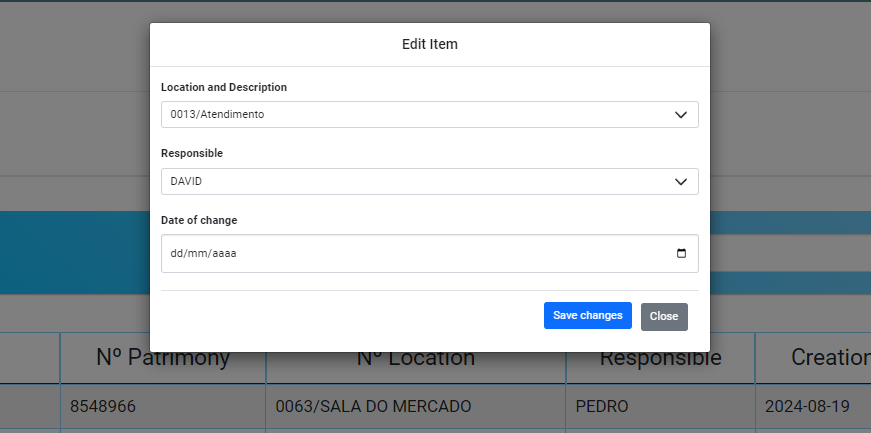 Edit Item
Location and Description
0013/Atendimento
Responsible
DAVID
Date of change
dd/mm/aaaa
Save changes
Close
Nº Patrimony
Nº Location
Responsible
Creation
8548966
0063/SALA DO MERCADO
PEDRO
2024-08-19